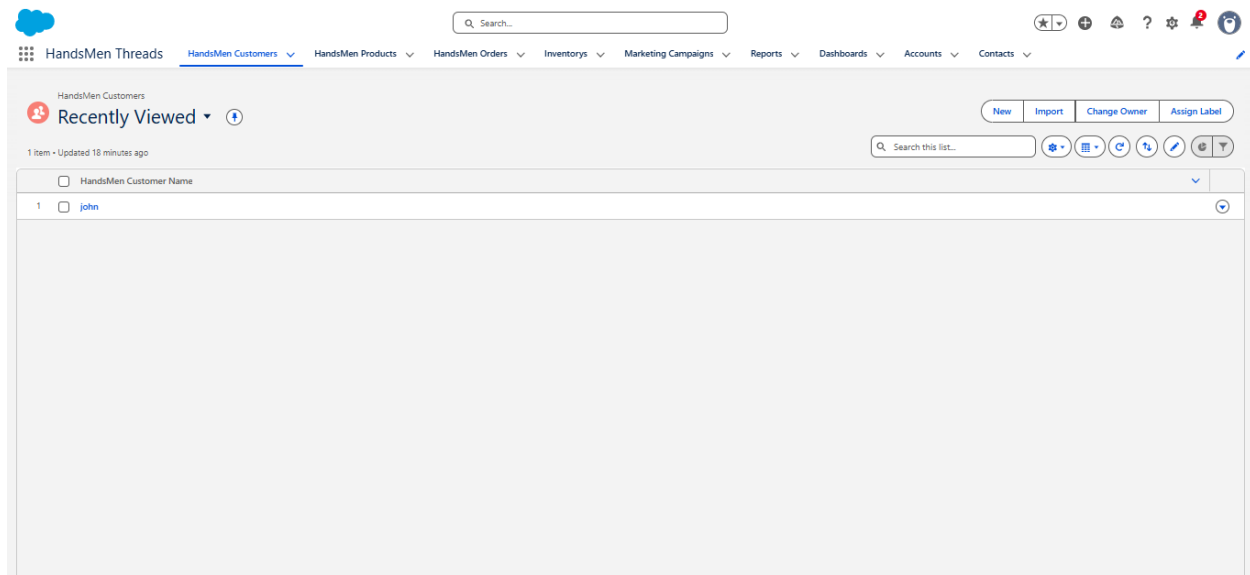 Search...
2
HandsMen Threads HandsMen Customers HandsMen Products HandsMen Orders Inventorys Marketing Campaigns Reports Dashboards Accounts Contacts
HandsMen Customers
Recently Viewed
New Import Change Owner Assign Label
1 item • Updated 18 minutes ago
Search this list...
HandsMen Customer Name
1 john